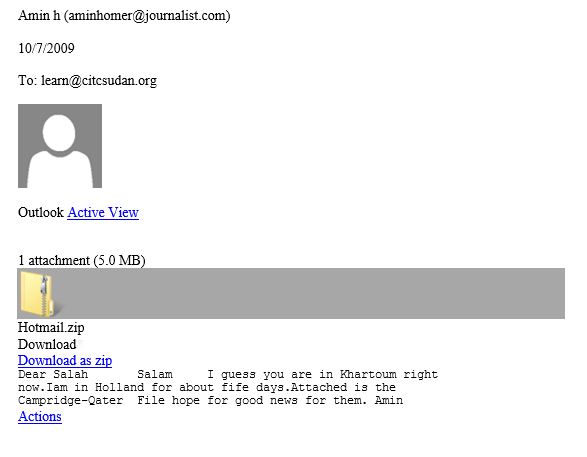 Amin h (aminhomer@journalist.com)
10/7/2009
To: learn@citcsudan.org
Outlook Active View
1 attachment (5.0 MB)
Hotmail.zip
Download
Download as zip
Dear Salah Salam I guess you are in Khartoum right
now.Iam in Holland for about fife days.Attached is the
Campridge-Qater File hope for good news for them. Amin
Actions